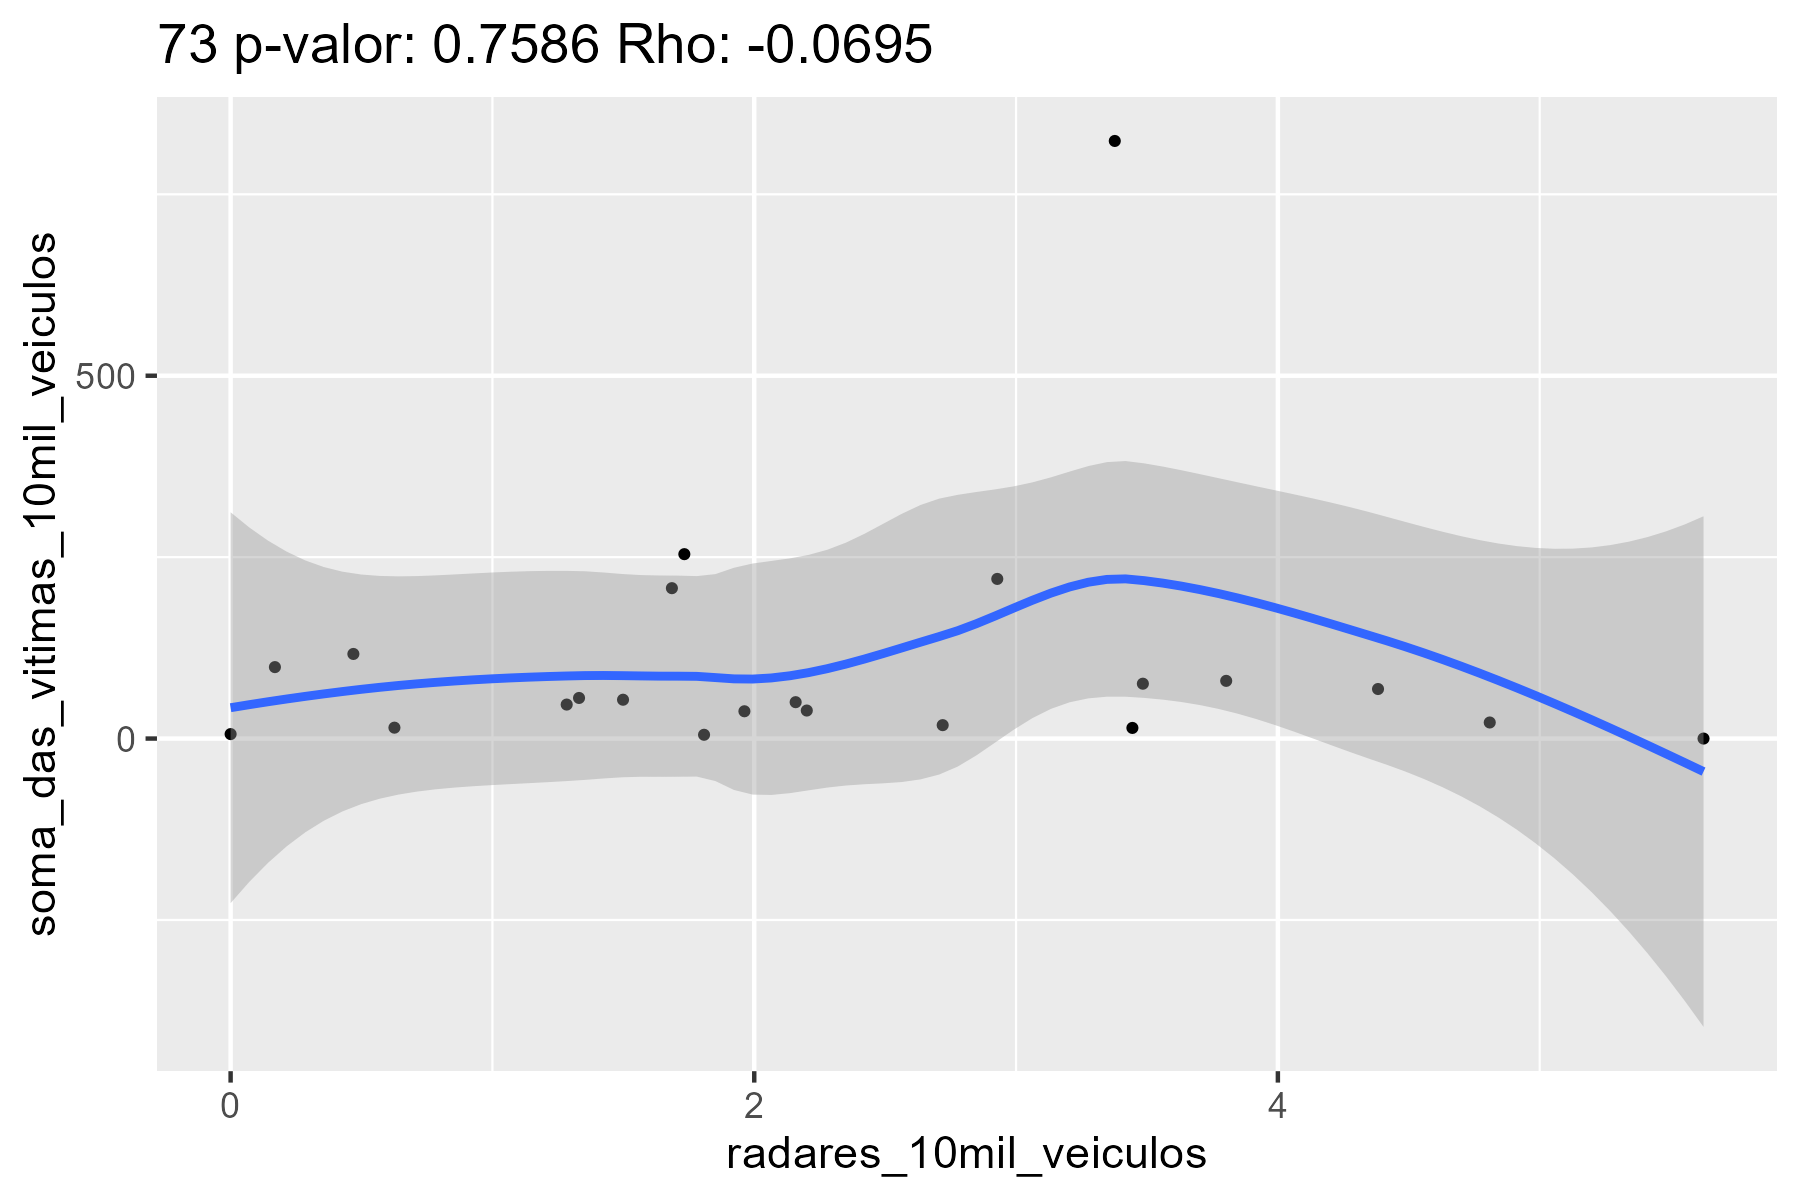 73 p-valor: 0.7586 Rho: -0.0695
soma_das_vitimas_10mil_veiculos
500
0
0 2 4
radares_10mil_veiculos